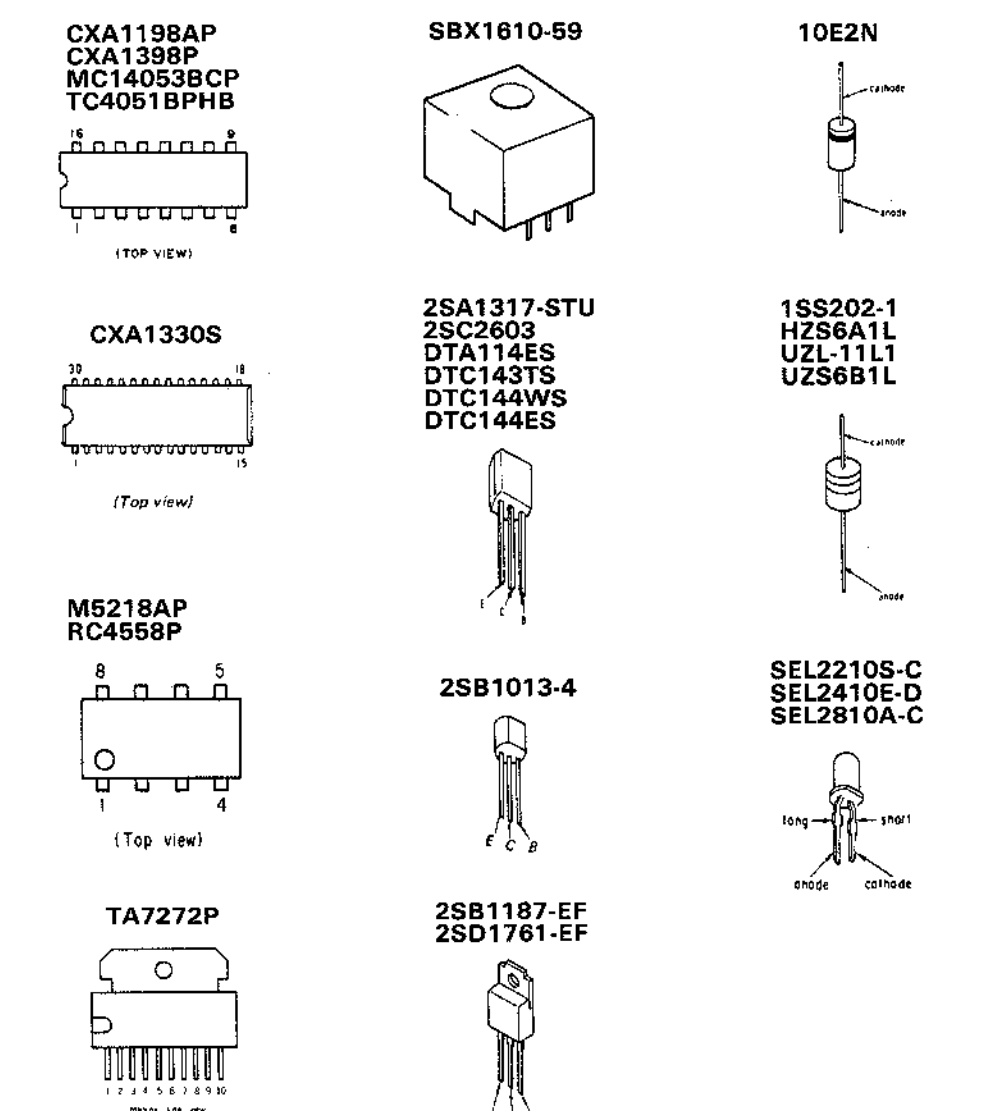 CXA1198AP
CXA1398P
MC14053BCP
TC4051BPHB
16 9
1 8
(TOP VIEW)
CXA1330S
30 18
1 15
(Top view)
M5218AP
RC4558P
8 5
1 4
(Top view)
TA7272P
1 2 3 4 5 6 7 8 9 10
SBX1610-59
2SA1317-STU
2SC2603
DTA114ES
DTC143TS
DTC144WS
DTC144ES
E C B
2SB1013-4
E C B
2SB1187-EF
2SD1761-EF
10E2N
cathode
anode
1SS202-1
HZS6A1L
UZL-11L1
UZS6B1L
cathode
anode
SEL2210S-C
SEL2410E-D
SEL2810A-C
long short
anode cathode